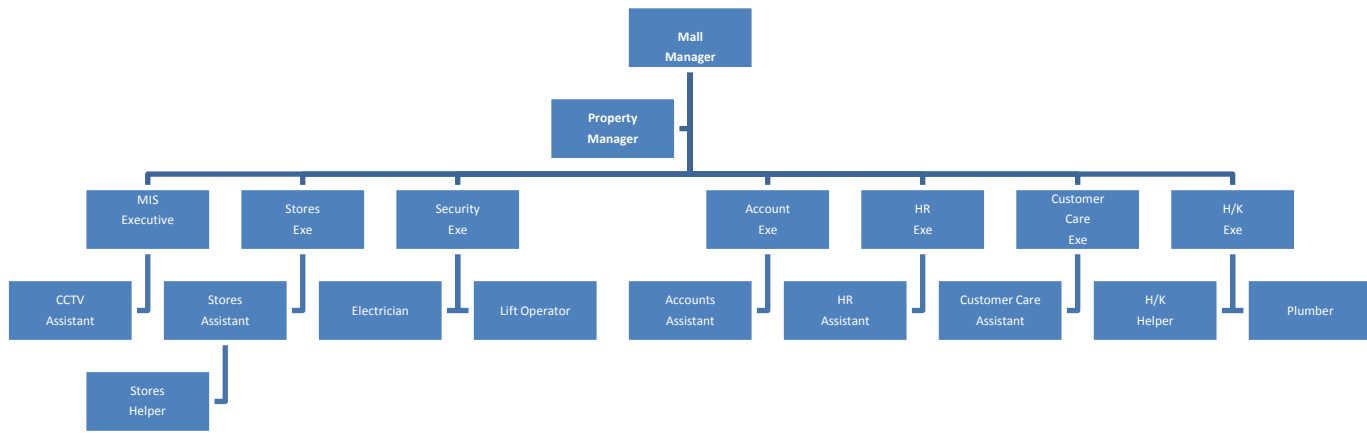 Mall
Manager
Property
Manager
MIS
Executive
Stores
Exe
Security
Exe
Account
Exe
HR
Exe
Customer
Care
Exe
H/K
Exe
CCTV
Assistant
Stores
Assistant
Electrician
Lift Operator
Accounts
Assistant
HR
Assistant
Customer Care
Assistant
H/K
Helper
Plumber
Stores
Helper